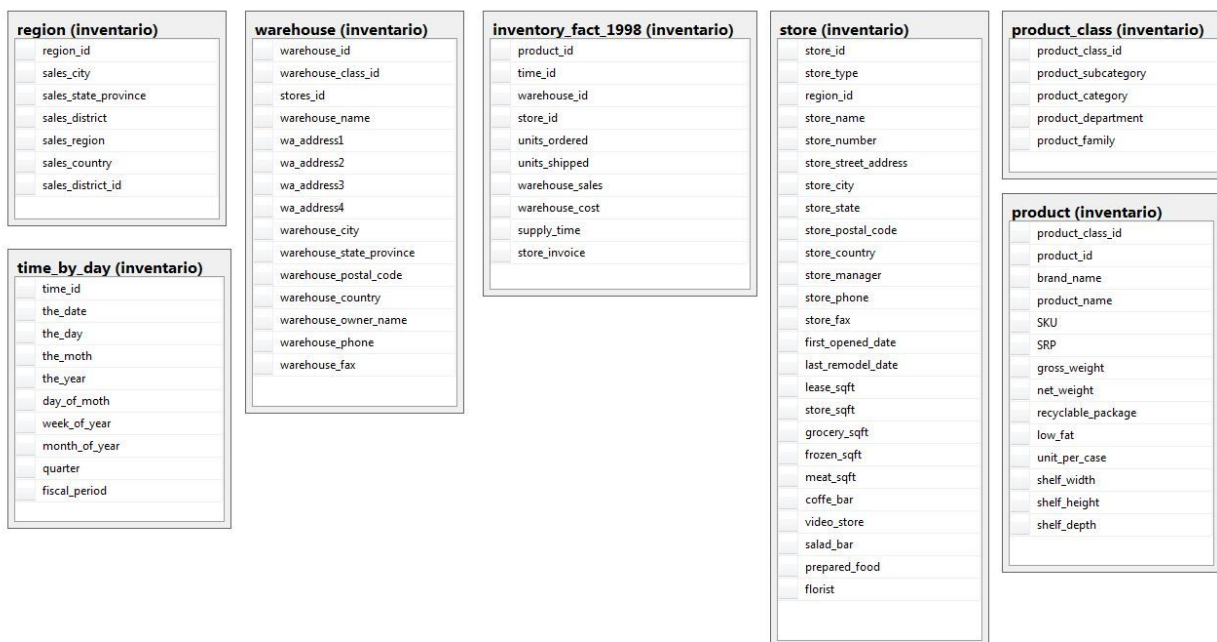 region (inventario)
region_id
sales_city
sales_state_province
sales_district
sales_region
sales_country
sales_district_id
time_by_day (inventario)
time_id
the_date
the_day
the_moth
the_year
day_of_moth
week_of_year
month_of_year
quarter
fiscal_period
warehouse (inventario)
warehouse_id
warehouse_class_id
stores_id
warehouse_name
wa_address1
wa_address2
wa_address3
wa_address4
warehouse_city
warehouse_state_province
warehouse_postal_code
warehouse_country
warehouse_owner_name
warehouse_phone
warehouse_fax
inventory_fact_1998 (inventario)
product_id
time_id
warehouse_id
store_id
units_ordered
units_shipped
warehouse_sales
warehouse_cost
supply_time
store_invoice
store (inventario)
store_id
store_type
region_id
store_name
store_number
store_street_address
store_city
store_state
store_postal_code
store_country
store_manager
store_phone
store_fax
first_opened_date
last_remodel_date
lease_sqft
store_sqft
grocery_sqft
frozen_sqft
meat_sqft
coffe_bar
video_store
salad_bar
prepared_food
florist
product_class (inventario)
product_class_id
product_subcategory
product_category
product_department
product_family
product (inventario)
product_class_id
product_id
brand_name
product_name
SKU
SRP
gross_weight
net_weight
recyclable_package
low_fat
unit_per_case
shelf_width
shelf_height
shelf_depth